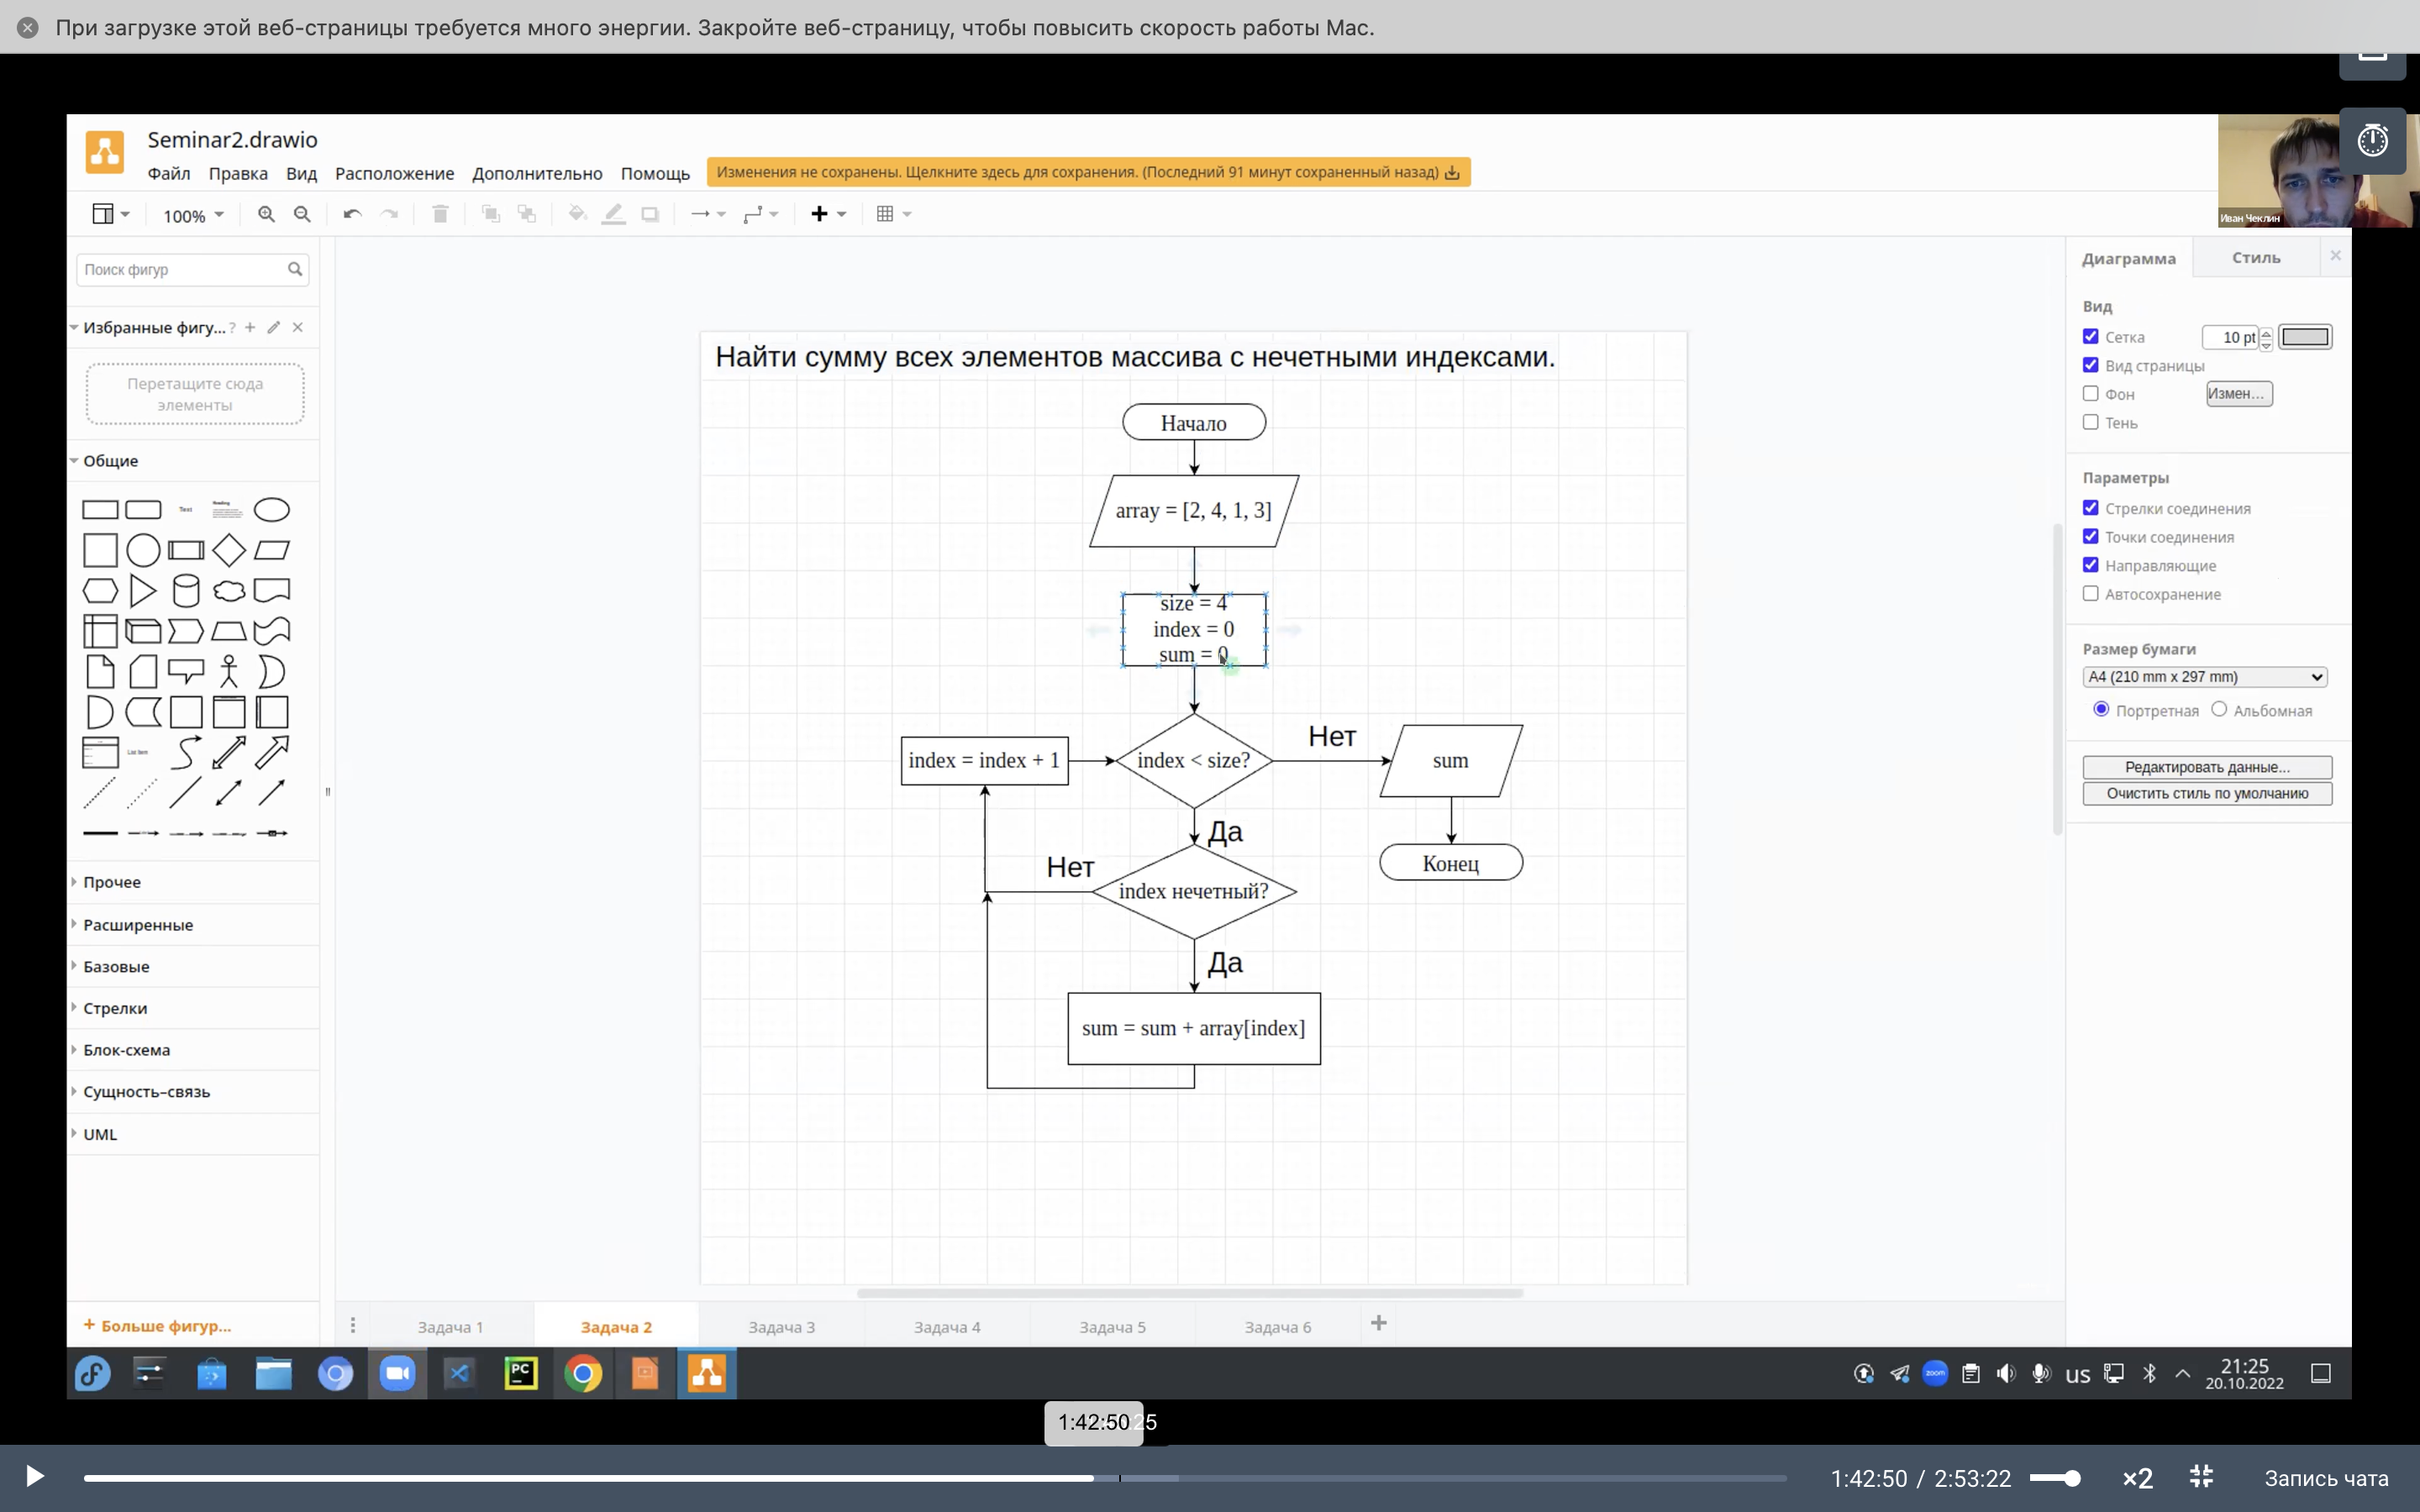 При загрузке этой веб-страницы требуется много энергии. Закройте веб-страницу, чтобы повысить скорость работы Mac.
Seminar2.drawio
Файл Правка Вид Расположение Дополнительно Помощь
Изменения не сохранены. Щелкните здесь для сохранения. (Последний 91 минут сохраненный назад)
Иван Чеклин
100%
Поиск фигур
Избранные фигу... ?
Перетащите сюда
элементы
Общие
Text
Heading
List Item
Прочее
Расширенные
Базовые
Стрелки
Блок-схема
Сущность-связь
UML
+ Больше фигур...
Найти сумму всех элементов массива с нечетными индексами.
Начало
array = [2, 4, 1, 3]
size = 4
index = 0
sum = 0
index = index + 1
index < size?
Нет
sum
Да
Конец
Нет
index нечетный?
Да
sum = sum + array[index]
Диаграмма
Стиль
Вид
Сетка
10 pt
Вид страницы
Фон
Измен...
Тень
Параметры
Стрелки соединения
Точки соединения
Направляющие
Автосохранение
Размер бумаги
A4 (210 mm x 297 mm)
Портретная
Альбомная
Редактировать данные...
Очистить стиль по умолчанию
Задача 1
Задача 2
Задача 3
Задача 4
Задача 5
Задача 6
PC
zoom
us
21:25
20.10.2022
1:42:50
25
1:42:50 / 2:53:22
×2
Запись чата